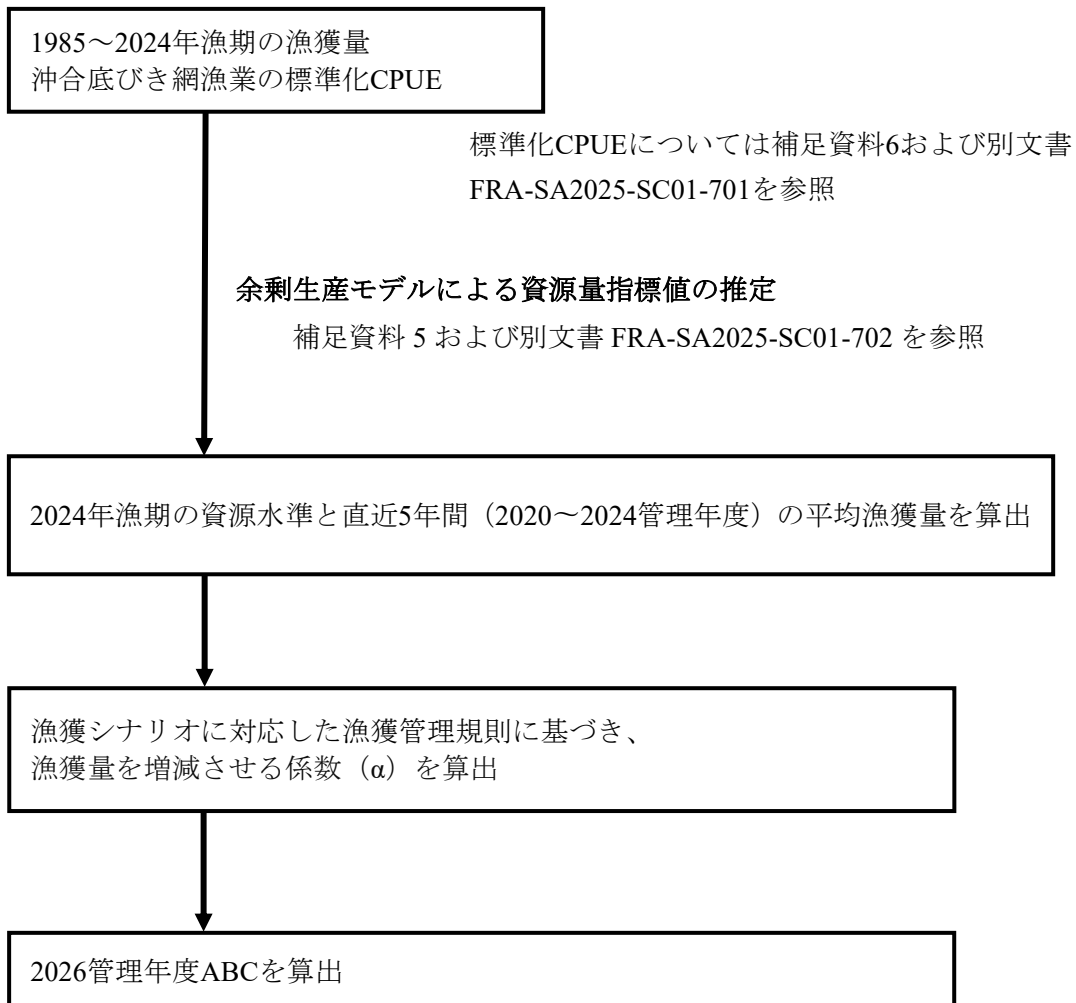 1985～2024年漁期の漁獲量
沖合底びき網漁業の標準化CPUE
標準化CPUEについては補足資料6および別文書
FRA-SA2025-SC01-701を参照
余剰生産モデルによる資源量指標値の推定
補足資料 5 および別文書 FRA-SA2025-SC01-702 を参照
2024年漁期の資源水準と直近5年間（2020～2024管理年度）の平均漁獲量を算出
漁獲シナリオに対応した漁獲管理規則に基づき、
漁獲量を増減させる係数（α）を算出
2026管理年度ABCを算出